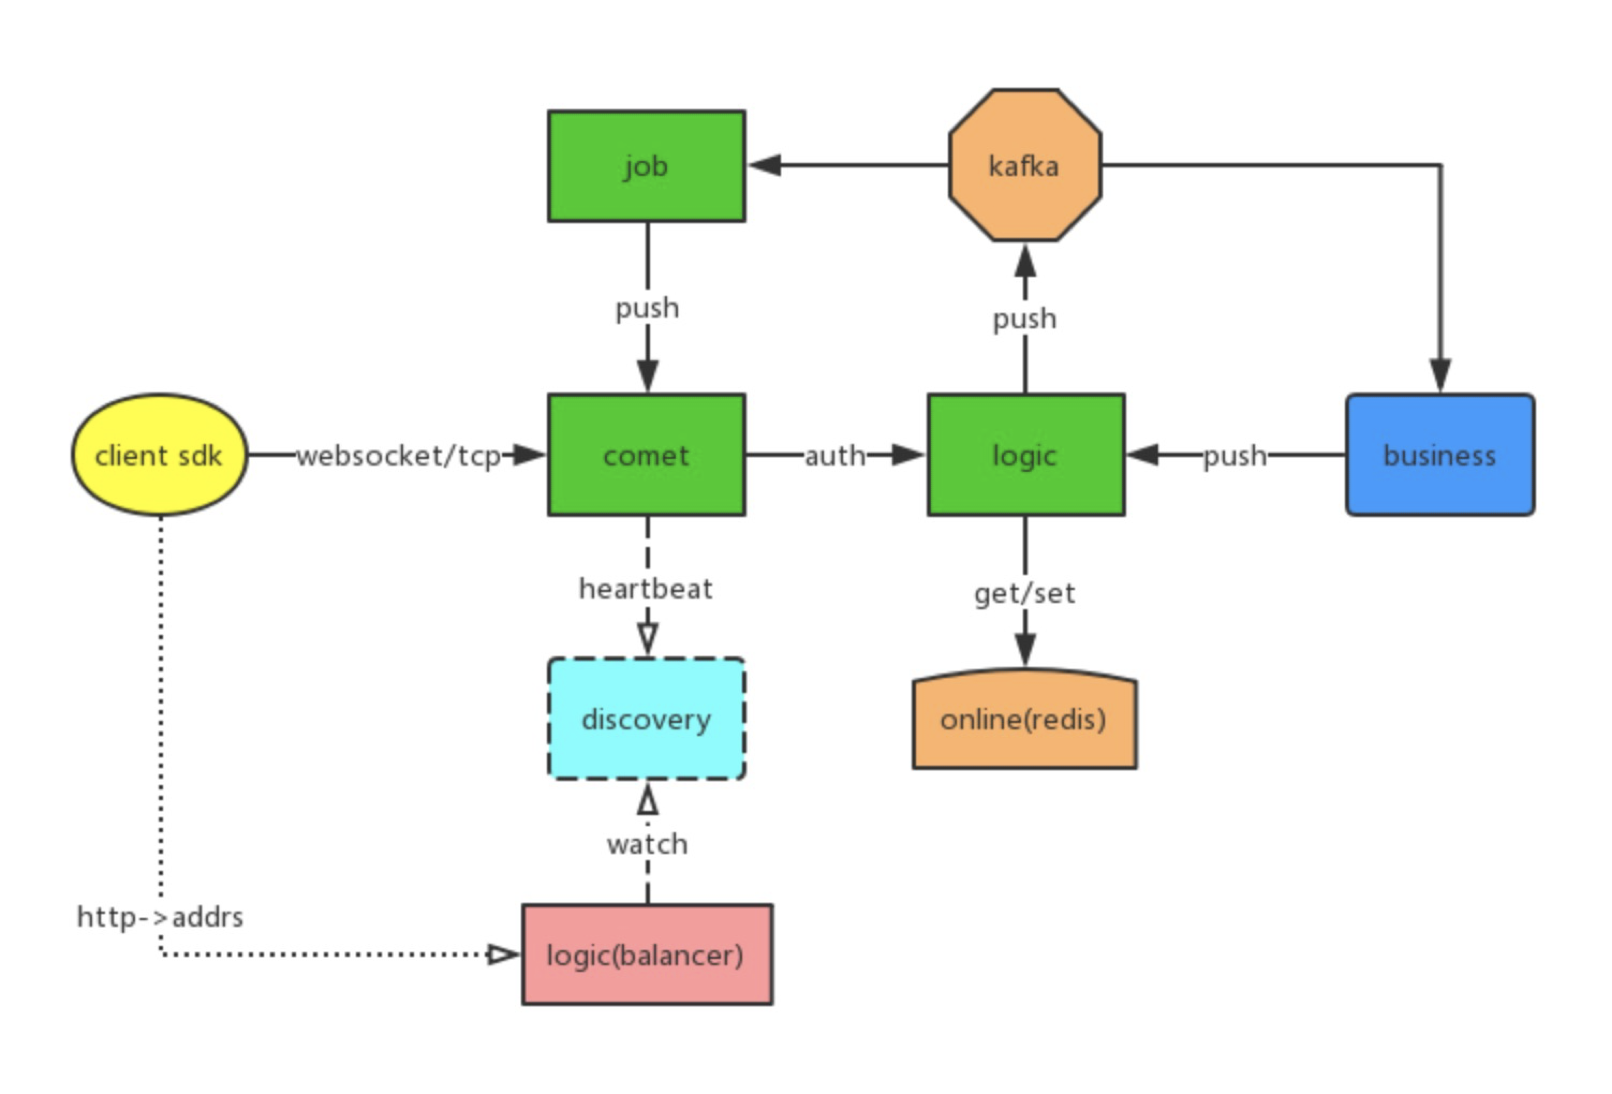 job
kafka
push
push
client sdk
websocket/tcp
comet
auth
logic
push
business
heartbeat
get/set
discovery
online(redis)
watch
http->addrs
logic(balancer)